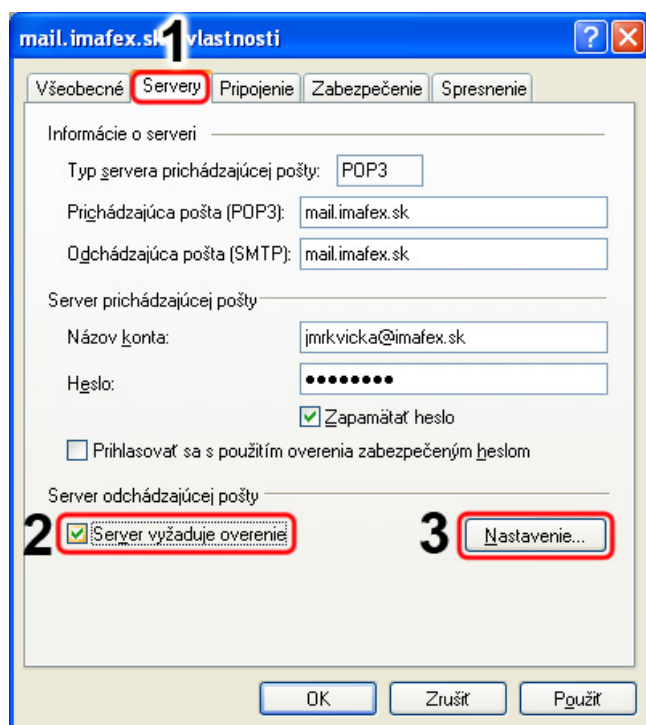 mail.imafex.sk - vlastnosti
1
Všeobecné Servery Pripojenie Zabezpečenie Spresnenie
Informácie o serveri
Typ servera prichádzajúcej pošty: POP3
Prichádzajúca pošta (POP3): mail.imafex.sk
Odchádzajúca pošta (SMTP): mail.imafex.sk
Server prichádzajúcej pošty
Názov konta: jmrkvicka@imafex.sk
Heslo: ●●●●●●●●
Zapamätať heslo
Prihlasovať sa s použitím overenia zabezpečeným heslom
Server odchádzajúcej pošty
2 Server vyžaduje overenie 3 Nastavenie...
OK Zrušiť Použiť